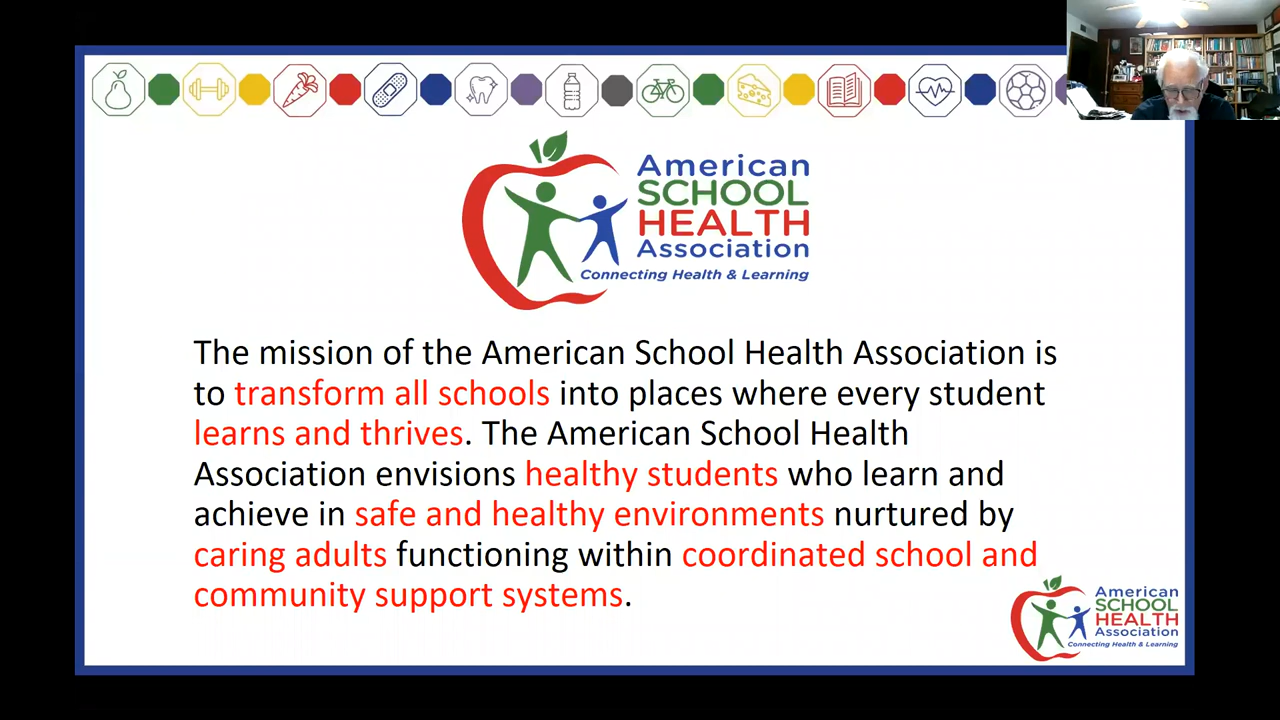 American
SCHOOL
HEALTH
Association
Connecting Health & Learning
The mission of the American School Health Association is
to transform all schools into places where every student
learns and thrives. The American School Health
Association envisions healthy students who learn and
achieve in safe and healthy environments nurtured by
caring adults functioning within coordinated school and
community support systems.
American
SCHOOL
HEALTH
Association
Connecting Health & Learning